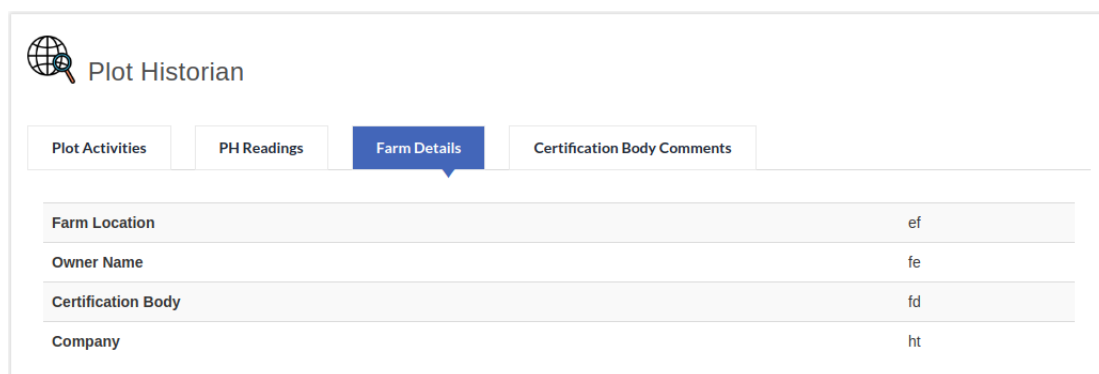 Plot Historian
Plot Activities PH Readings Farm Details Certification Body Comments
Farm Location ef
Owner Name fe
Certification Body fd
Company ht